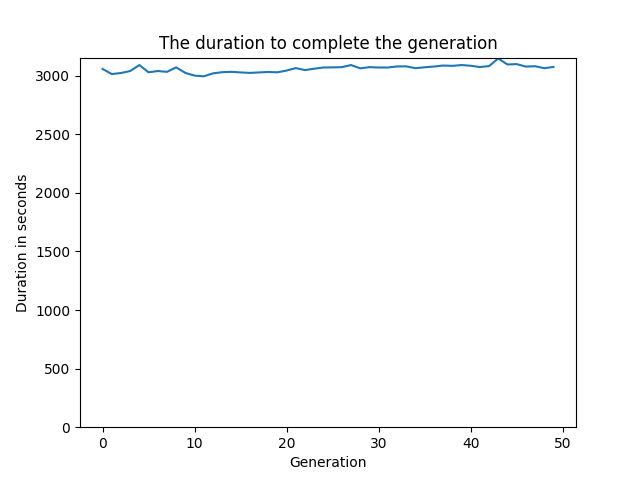 The duration to complete the generation
3000
2500
2000
1500
1000
500
0
Duration in seconds
0 10 20 30 40 50
Generation